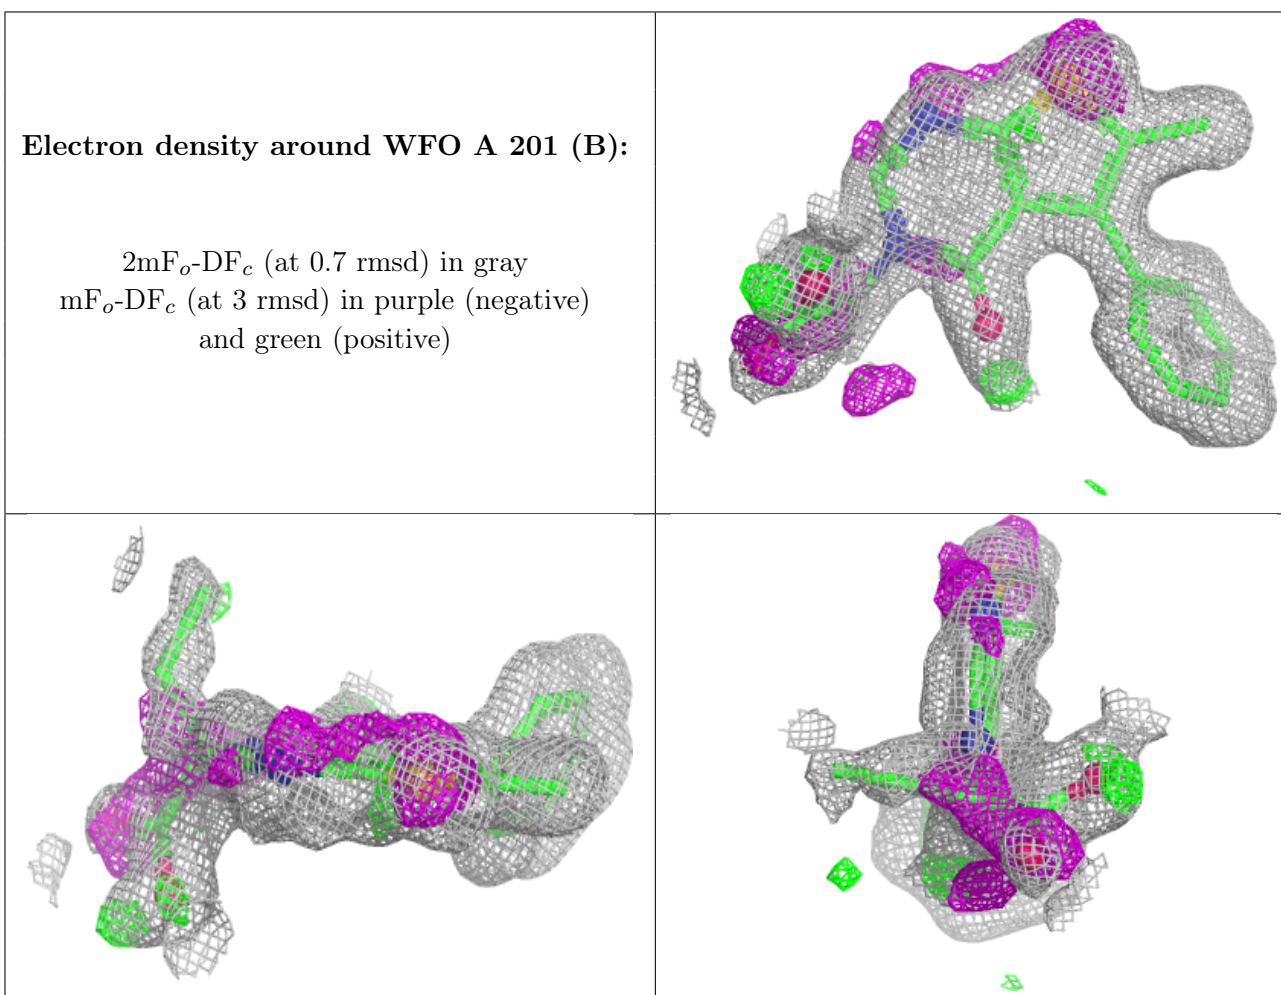 Electron density around WFO A 201 (B):
2mFₒ-DF𝒸 (at 0.7 rmsd) in gray
mFₒ-DF𝒸 (at 3 rmsd) in purple (negative)
and green (positive)